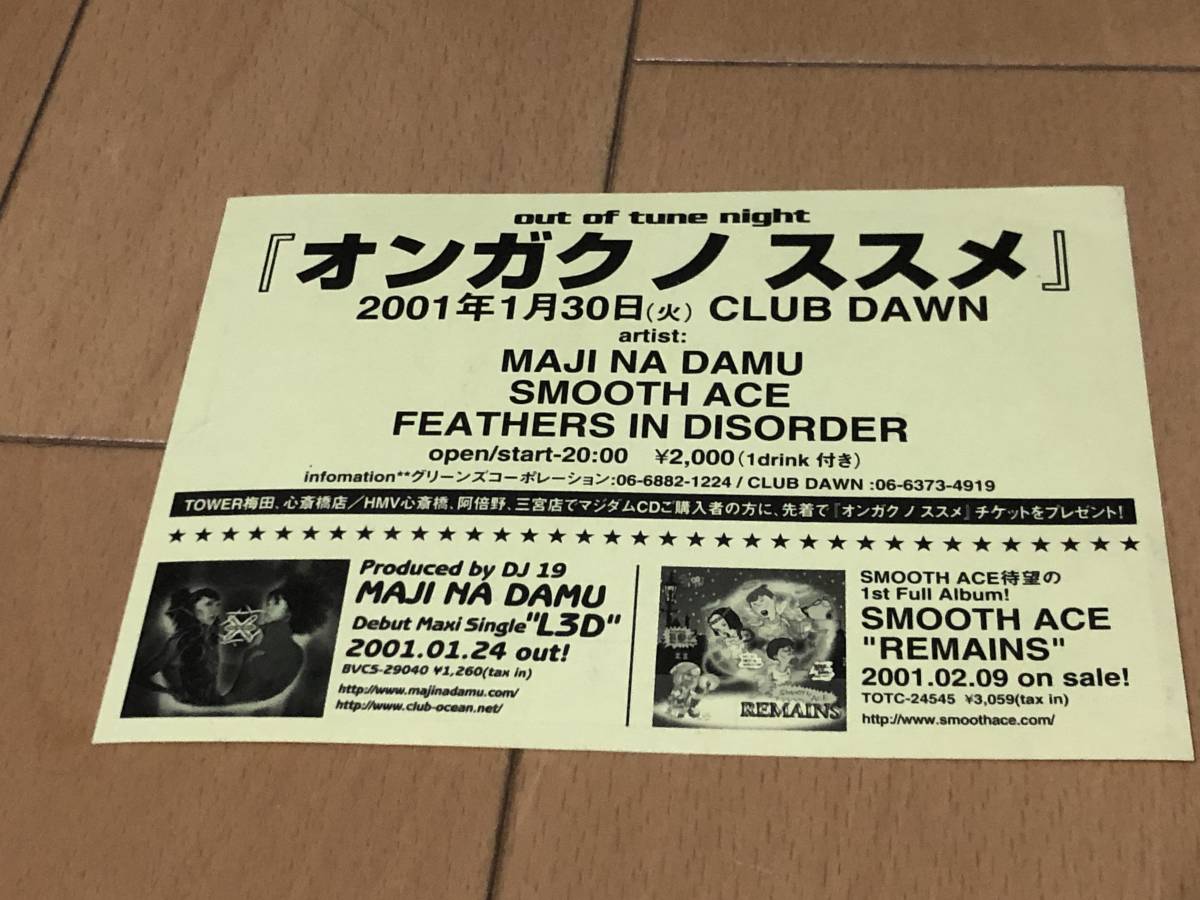 out of tune night
『オンガク ノ ススメ』
2001年1月30日(火) CLUB DAWN
artist:
MAJI NA DAMU
SMOOTH ACE
FEATHERS IN DISORDER
open/start-20:00 ¥2,000(1drink 付き)
infomation**グリーンズコーポレーション:06-6882-1224 / CLUB DAWN :06-6373-4919
TOWER梅田、心斎橋店/HMV心斎橋、阿倍野、三宮店でマジダムCDご購入者の方に、先着で『オンガク ノ ススメ』チケットをプレゼント!
★★★★★★★★★★★★★★★★★★★★★★★★★★★★★★★★★★★★★
Produced by DJ 19
MAJI NA DAMU
Debut Maxi Single "L3D"
2001.01.24 out!
BVCS-29040 ¥1,260(tax in)
http://www.majinadamu.com/
http://www.club-ocean.net/
REMAINS
SMOOTH ACE待望の
1st Full Album!
SMOOTH ACE
"REMAINS"
2001.02.09 on sale!
TOTC-24545 ¥3,059(tax in)
http://www.smoothace.com/